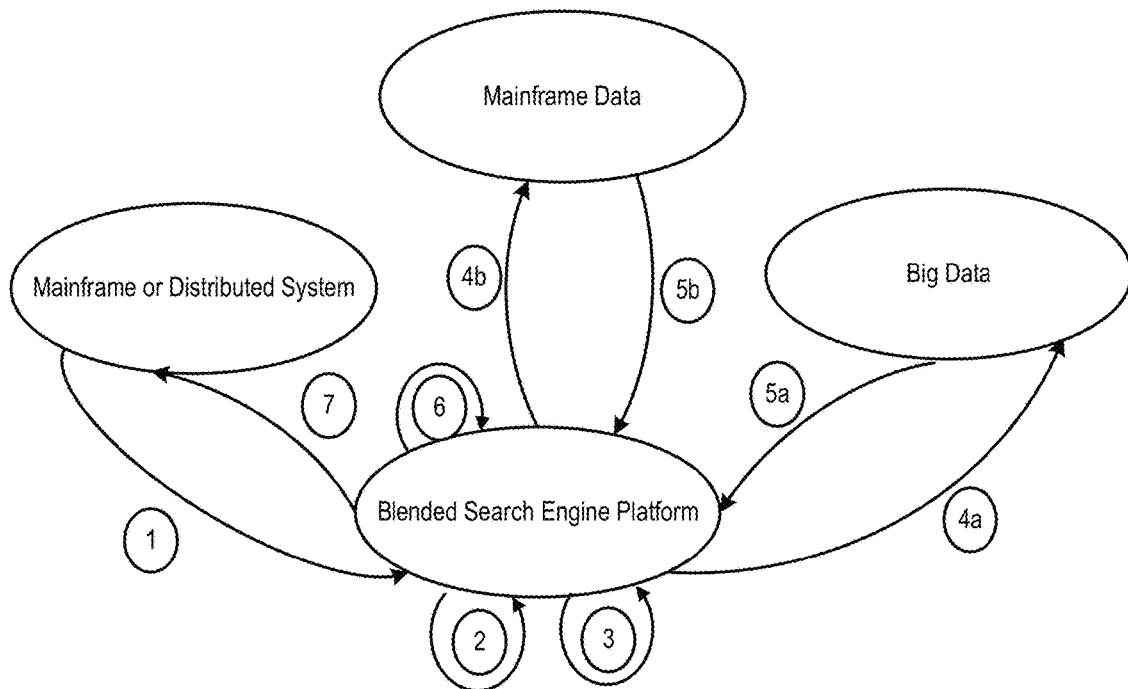 Mainframe Data
Mainframe or Distributed System
4b
5b
Big Data
7
6
5a
1
Blended Search Engine Platform
4a
2
3